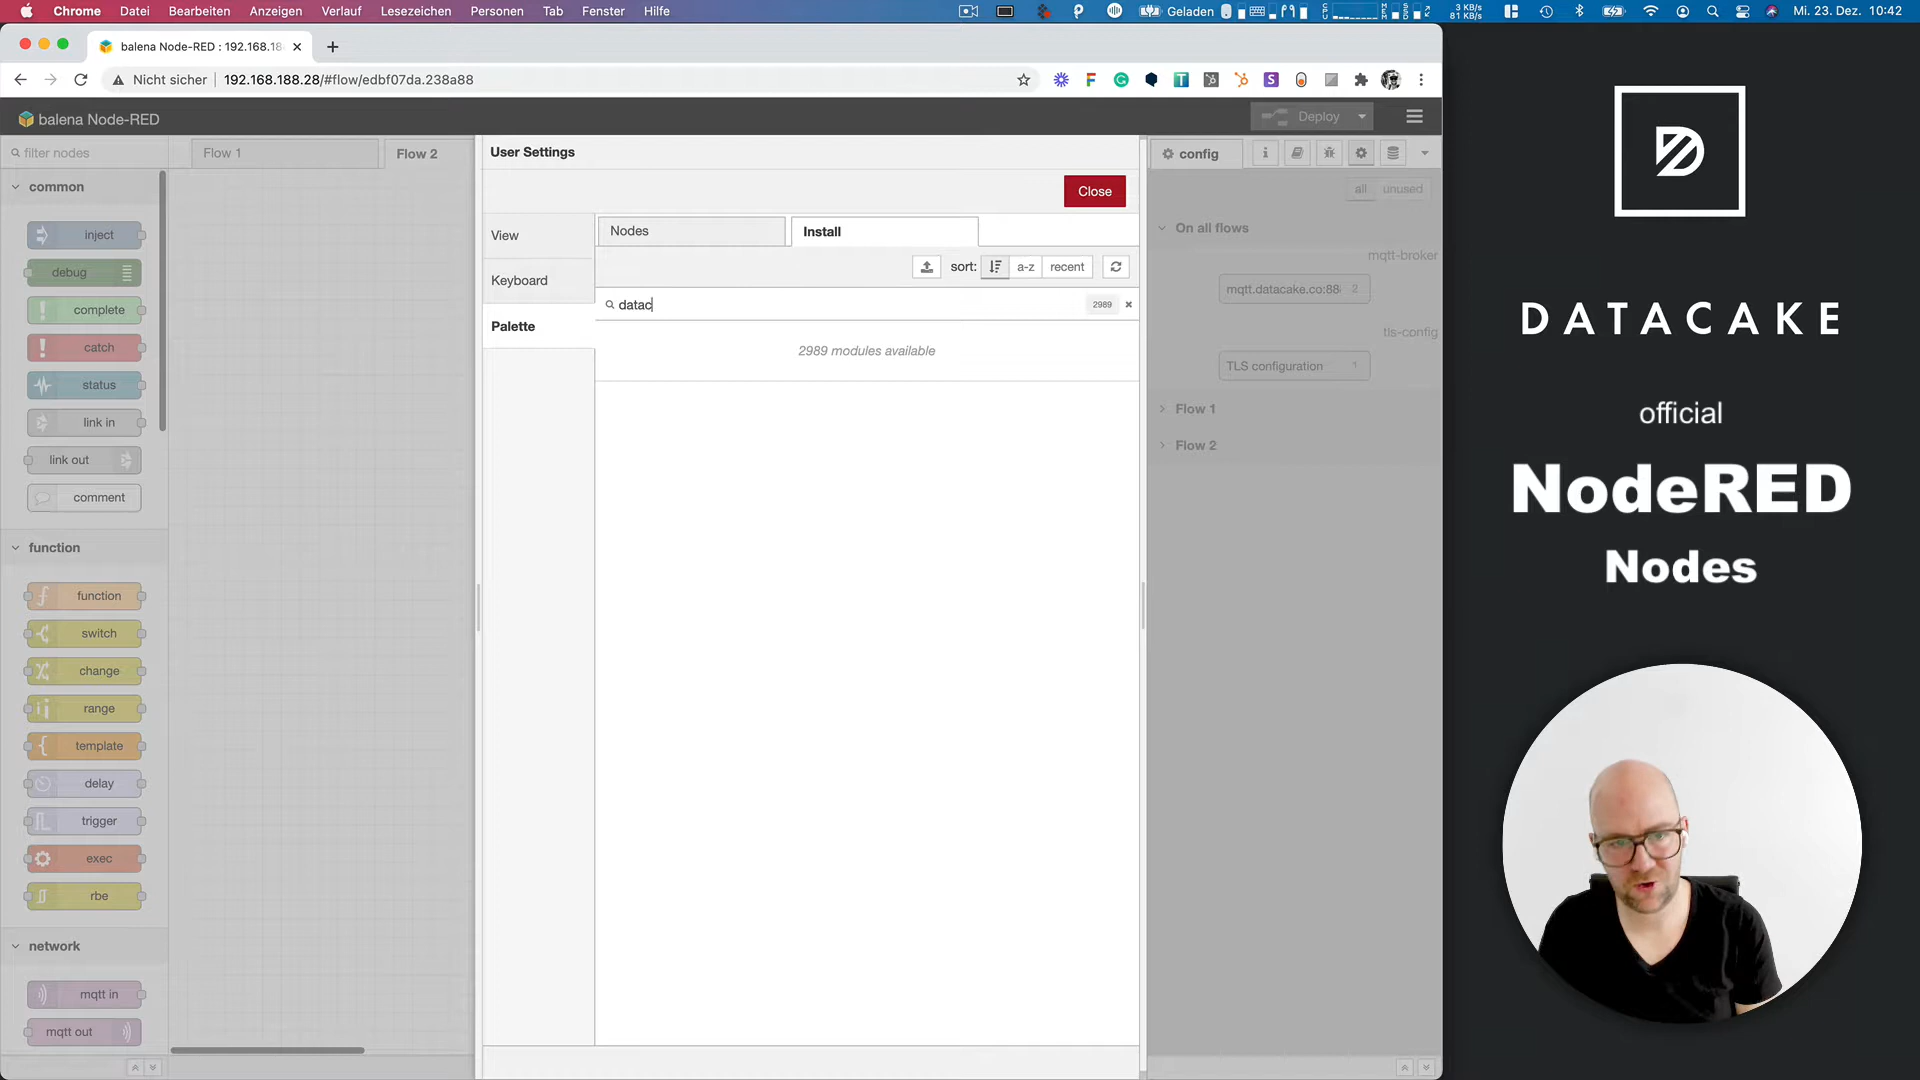 Chrome Datei Bearbeiten Anzeigen Verlauf Lesezeichen Personen Tab Fenster Hilfe
Geladen
3 KB/s
81 KB/s
Mi. 23. Dez. 10:42
balena Node-RED : 192.168.18
Nicht sicher 192.168.188.28/#flow/edbf07da.238a88
balena Node-RED
Deploy
filter nodes
Flow 1
Flow 2
common
inject
debug
complete
catch
status
link in
link out
comment
function
function
switch
change
range
template
delay
trigger
exec
rbe
network
mqtt in
mqtt out
User Settings
Close
View
Keyboard
Palette
Nodes
Install
sort: a-z recent
datac
2989
2989 modules available
config
all unused
On all flows
mqtt-broker
mqtt.datacake.co:88 2
tls-config
TLS configuration 1
Flow 1
Flow 2
DATACAKE
official
NodeRED
Nodes